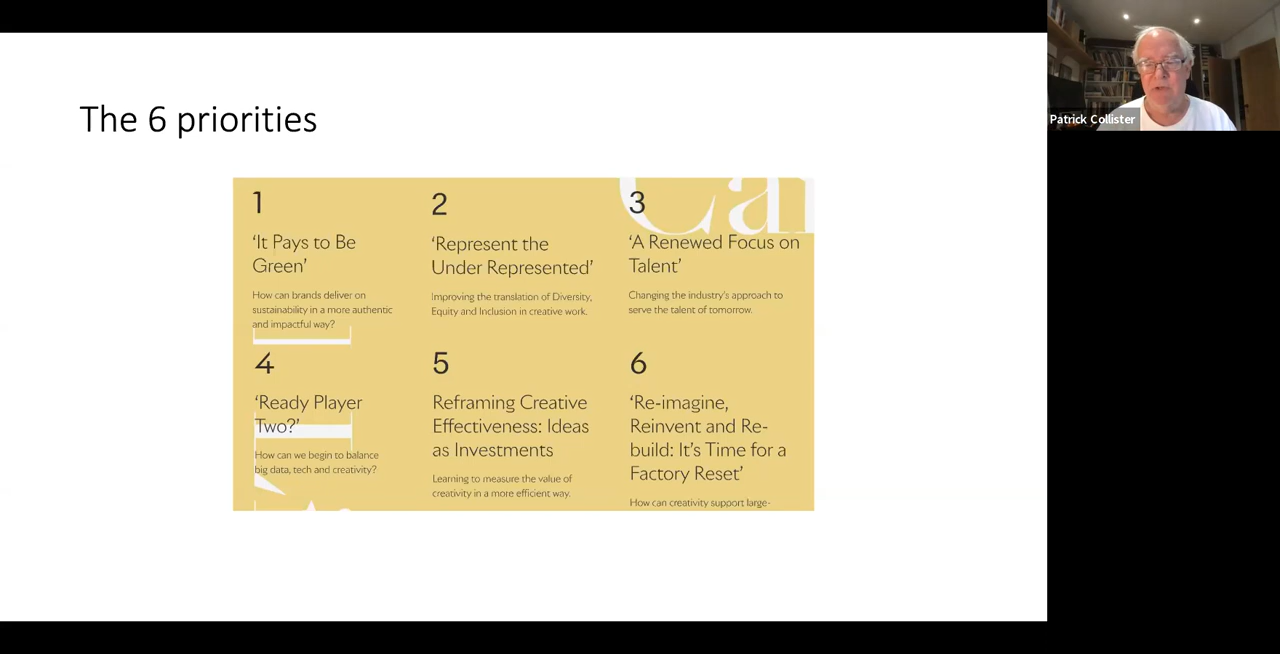 The 6 priorities
Patrick Collister
Cai
1
‘It Pays to Be
Green’
How can brands deliver on
sustainability in a more authentic
and impactful way?
2
‘Represent the
Under Represented’
Improving the translation of Diversity,
Equity and Inclusion in creative work.
3
‘A Renewed Focus on
Talent’
Changing the industry's approach to
serve the talent of tomorrow.
4
‘Ready Player
Two?’
How can we begin to balance
big data, tech and creativity?
5
Reframing Creative
Effectiveness: Ideas
as Investments
Learning to measure the value of
creativity in a more efficient way.
6
‘Re-imagine,
Reinvent and Re-
build: It’s Time for a
Factory Reset’
How can creativity support large-